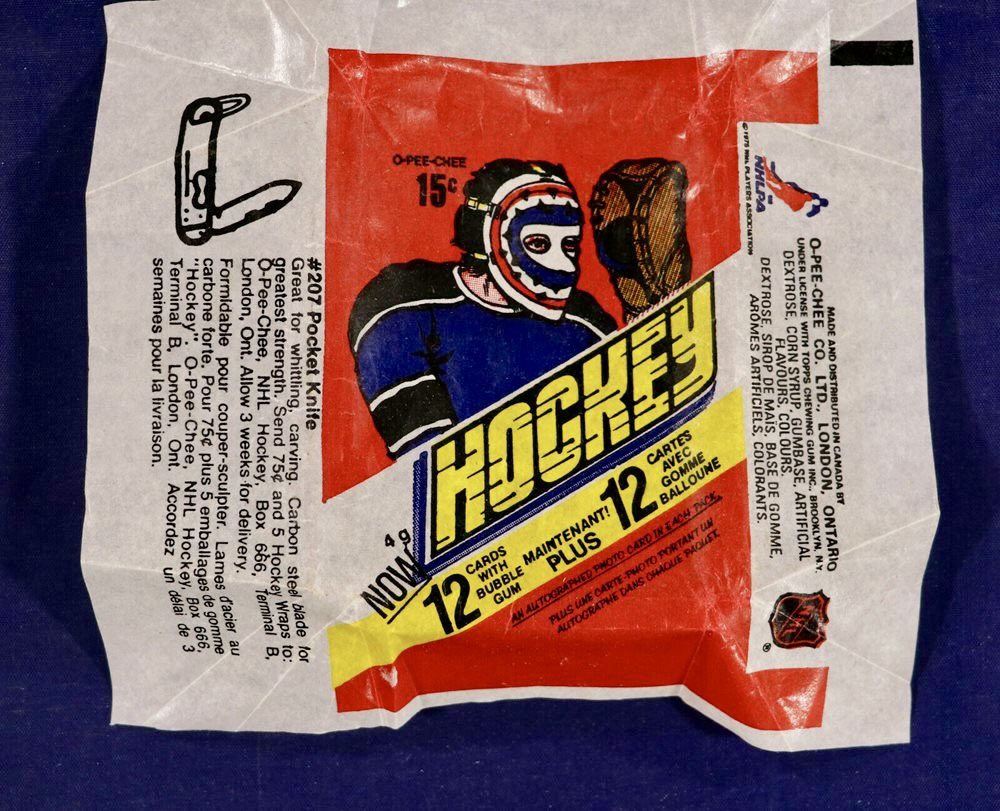 O-PEE-CHEE
15¢
HOCKEY
4 g
NOW
12
CARDS
WITH
BUBBLE
GUM
MAINTENANT!
PLUS
12
CARTES
AVEC
GOMME
BALLOUNE
AN AUTOGRAPHED PHOTO CARD IN EACH PACK.
PLUS UNE CARTE-PHOTO PORTANT UN
AUTOGRAPHE DANS CHAQUE PAQUET.
#207 Pocket Knife
Great for whittling, carving. Carbon steel blade for
greatest strength. Send 75¢ and 5 Hockey Wraps to:
O-Pee-Chee, NHL Hockey, Box 666, Terminal B,
London, Ont. Allow 3 weeks for delivery.
Formidable pour couper-sculpter. Lames d'acier au
carbone forte. Pour 75¢ plus 5 emballages de gomme
"Hockey". O-Pee-Chee, NHL Hockey, Box 666,
Terminal B, London, Ont. Accordez un délai de 3
semaines pour la livraison.
MADE AND DISTRIBUTED IN CANADA BY
O-PEE-CHEE CO. LTD., LONDON, ONTARIO
UNDER LICENSE WITH TOPPS CHEWING GUM INC., BROOKLYN, N.Y.
DEXTROSE, CORN SYRUP, GUMBASE, ARTIFICIAL
FLAVOURS, COLOURS.
DEXTROSE, SIROP DE MAIS, BASE DE GOMME,
AROMES ARTIFICIELS, COLORANTS.
NHLPA
© 1975 NHL PLAYERS ASSOCIATION
NHL
®